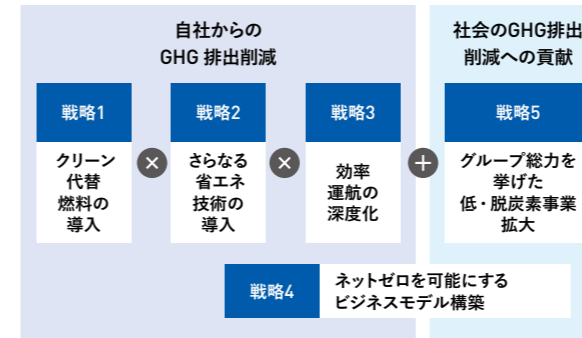 自社からの
GHG 排出削減
社会のGHG排出
削減への貢献
戦略1
クリーン
代替
燃料の
導入
×
戦略2
さらなる
省エネ
技術の
導入
×
戦略3
効率
運航の
深度化
+
戦略5
グループ総力を
挙げた
低・脱炭素事業
拡大
戦略4
ネットゼロを可能にする
ビジネスモデル構築